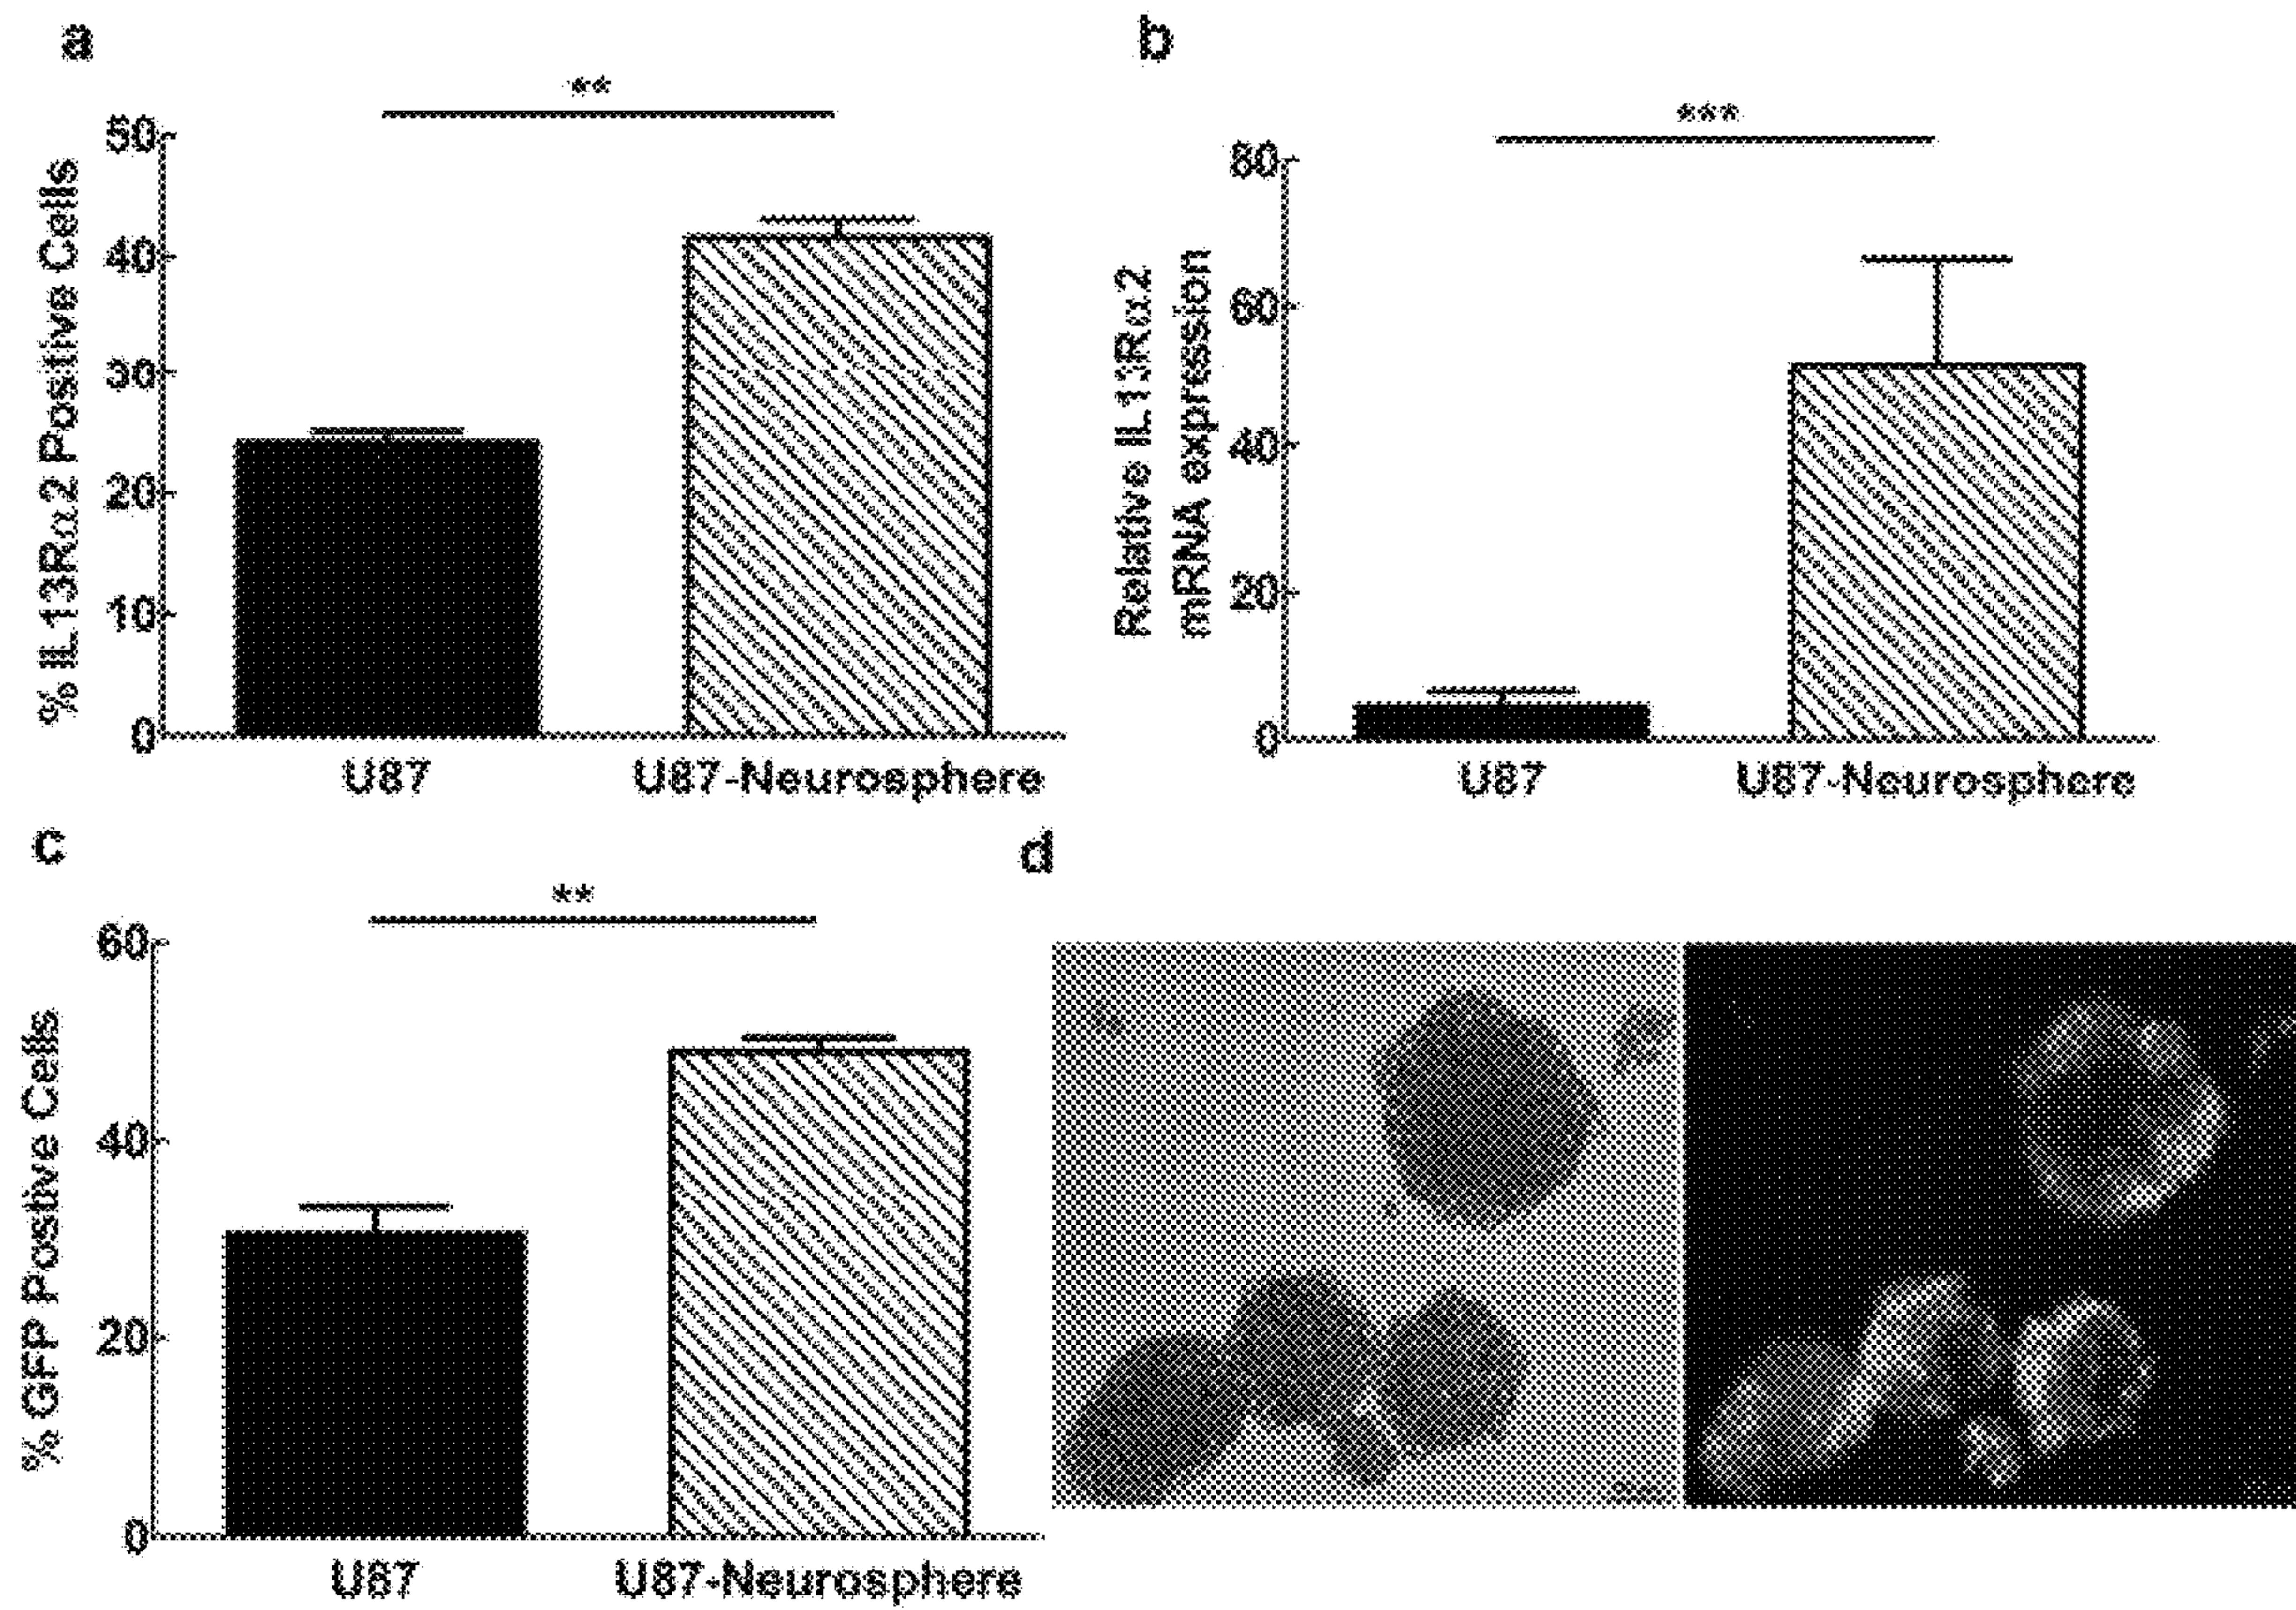 a
**
50
40
30
20
10
0
% IL13Rα2 Positive Cells
U87
U87-Neurosphere
b
***
80
60
40
20
0
Relative IL13Rα2
mRNA expression
U87
U87-Neurosphere
c
**
60
40
20
0
% GFP Postive Cells
U87
U87-Neurosphere
d